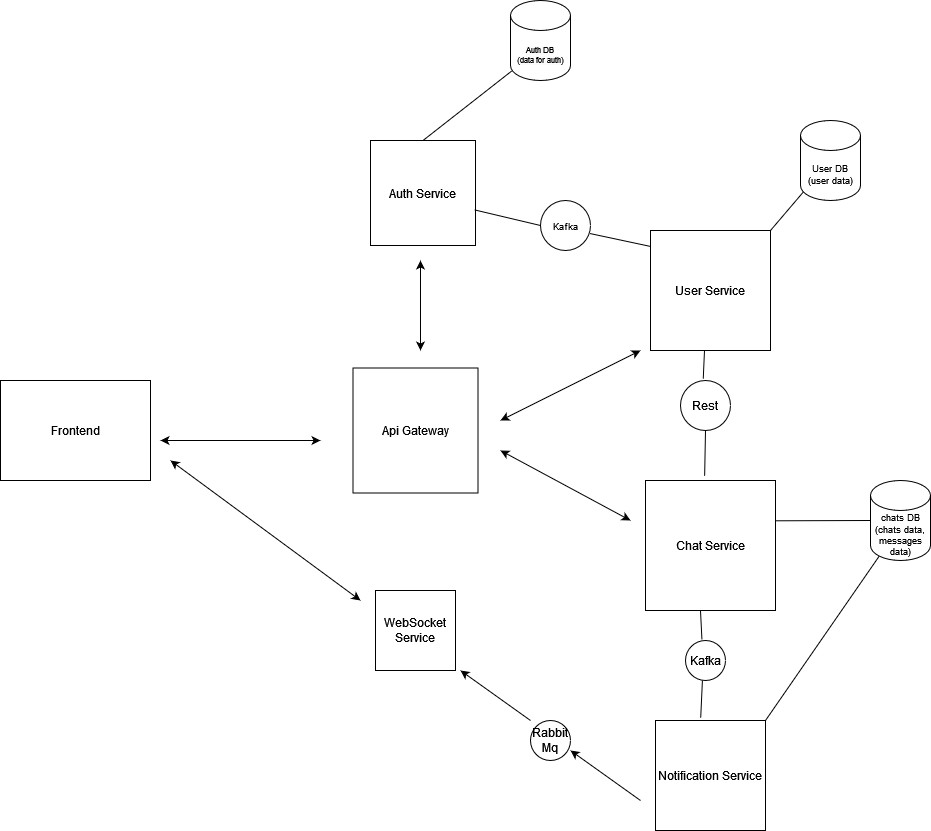 Auth DB
(data for auth)
User DB
(user data)
Auth Service
Kafka
User Service
Rest
Frontend
Api Gateway
chats DB
(chats data,
messages
data)
Chat Service
WebSocket
Service
Kafka
Rabbit
Mq
Notification Service